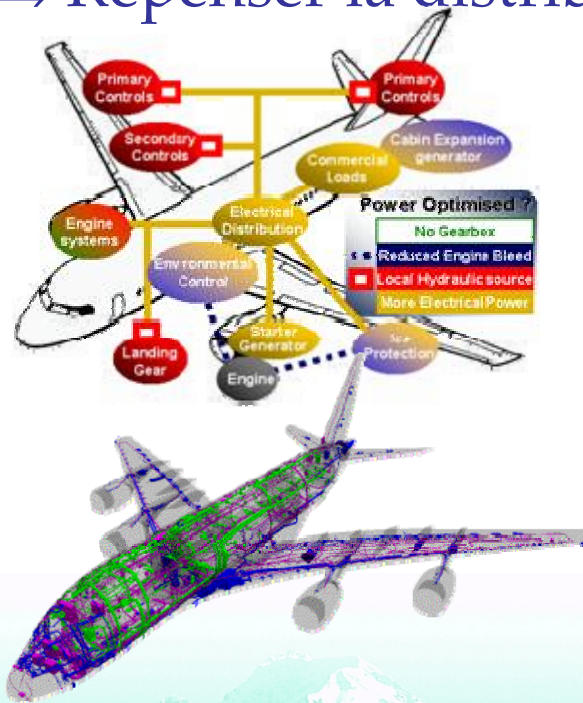 → Repenser la distrib
Primary
Controls
Primary
Controls
Secondary
Controls
Cabin Expansion
generator
Commercial
Loads
Power Optimised ?
No Gearbox
Reduced Engine Bleed
Local Hydraulic source
More Electrical Power
Engine
systems
Electrical
Distribution
Environmental
Control
Landing
Gear
Starter
Generator
Ice
Protection
Engine